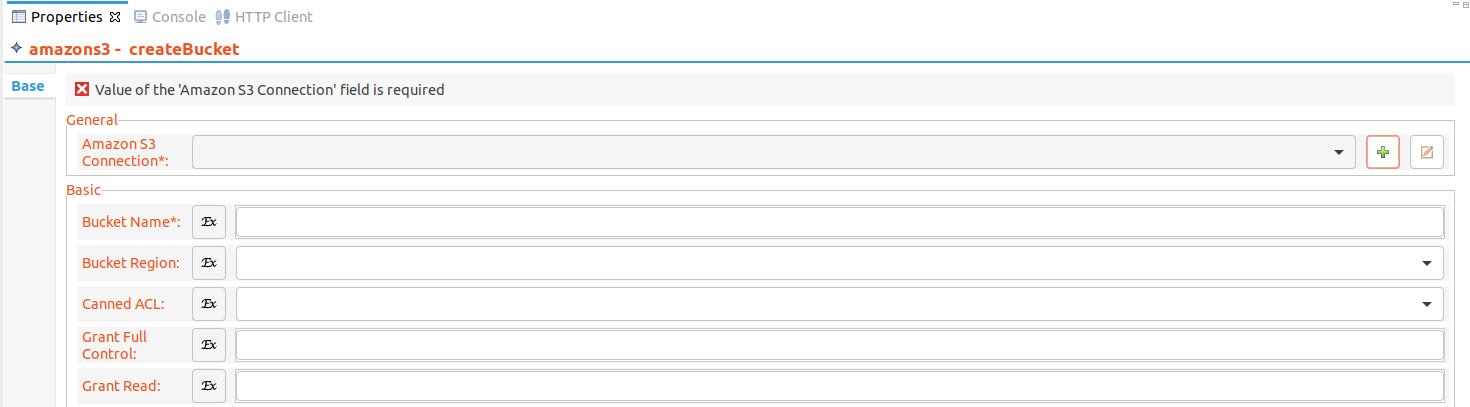 Properties Console HTTP Client
amazons3 - createBucket
Base
Value of the 'Amazon S3 Connection' field is required
General
Amazon S3
Connection*:
Basic
Bucket Name*: Ex
Bucket Region: Ex
Canned ACL: Ex
Grant Full
Control: Ex
Grant Read: Ex